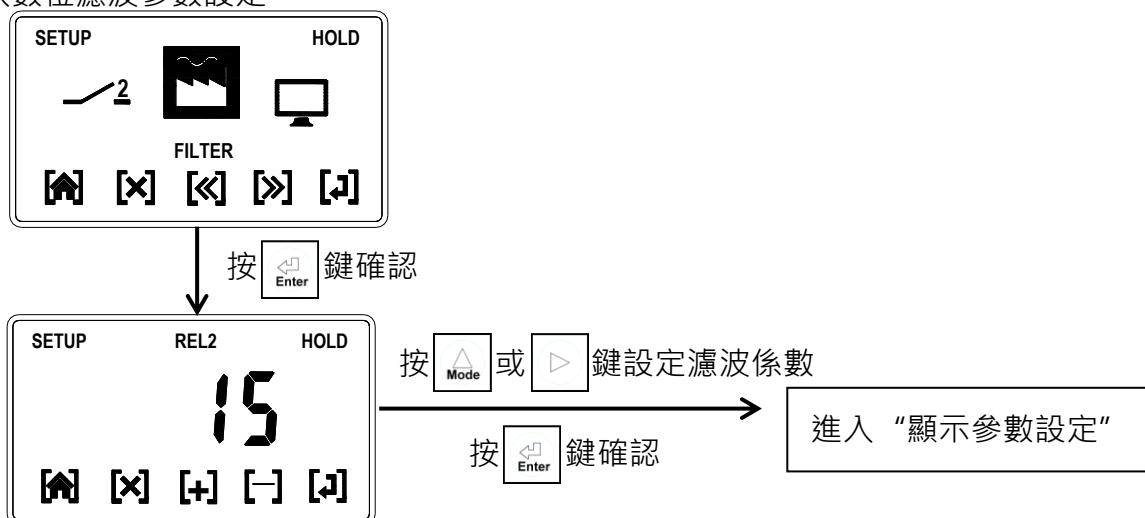 數位濾波參數設定
SETUP HOLD
2
FILTER
按 Enter 鍵確認
SETUP REL2 HOLD
15
按 Mode 或 鍵設定濾波係數
按 Enter 鍵確認
進入 “顯示參數設定”